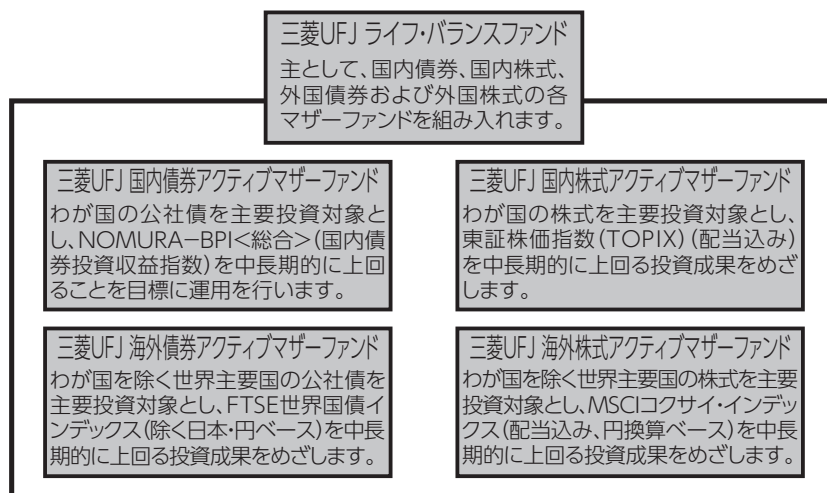 三菱UFJ ライフ・バランスファンド
主として、国内債券、国内株式、
外国債券および外国株式の各
マザーファンドを組み入れます。
三菱UFJ 国内債券アクティブマザーファンド
わが国の公社債を主要投資対象と
し、NOMURA−BPI<総合>(国内債
券投資収益指数)を中長期的に上回
ることを目標に運用を行います。
三菱UFJ 国内株式アクティブマザーファンド
わが国の株式を主要投資対象とし、
東証株価指数(TOPIX)(配当込み)
を中長期的に上回る投資成果をめざ
します。
三菱UFJ 海外債券アクティブマザーファンド
わが国を除く世界主要国の公社債を
主要投資対象とし、FTSE世界国債イ
ンデックス(除く日本・円ベース)を中長
期的に上回る投資成果をめざします。
三菱UFJ 海外株式アクティブマザーファンド
わが国を除く世界主要国の株式を主要
投資対象とし、MSCIコクサイ・インデッ
クス(配当込み、円換算ベース)を中長
期的に上回る投資成果をめざします。